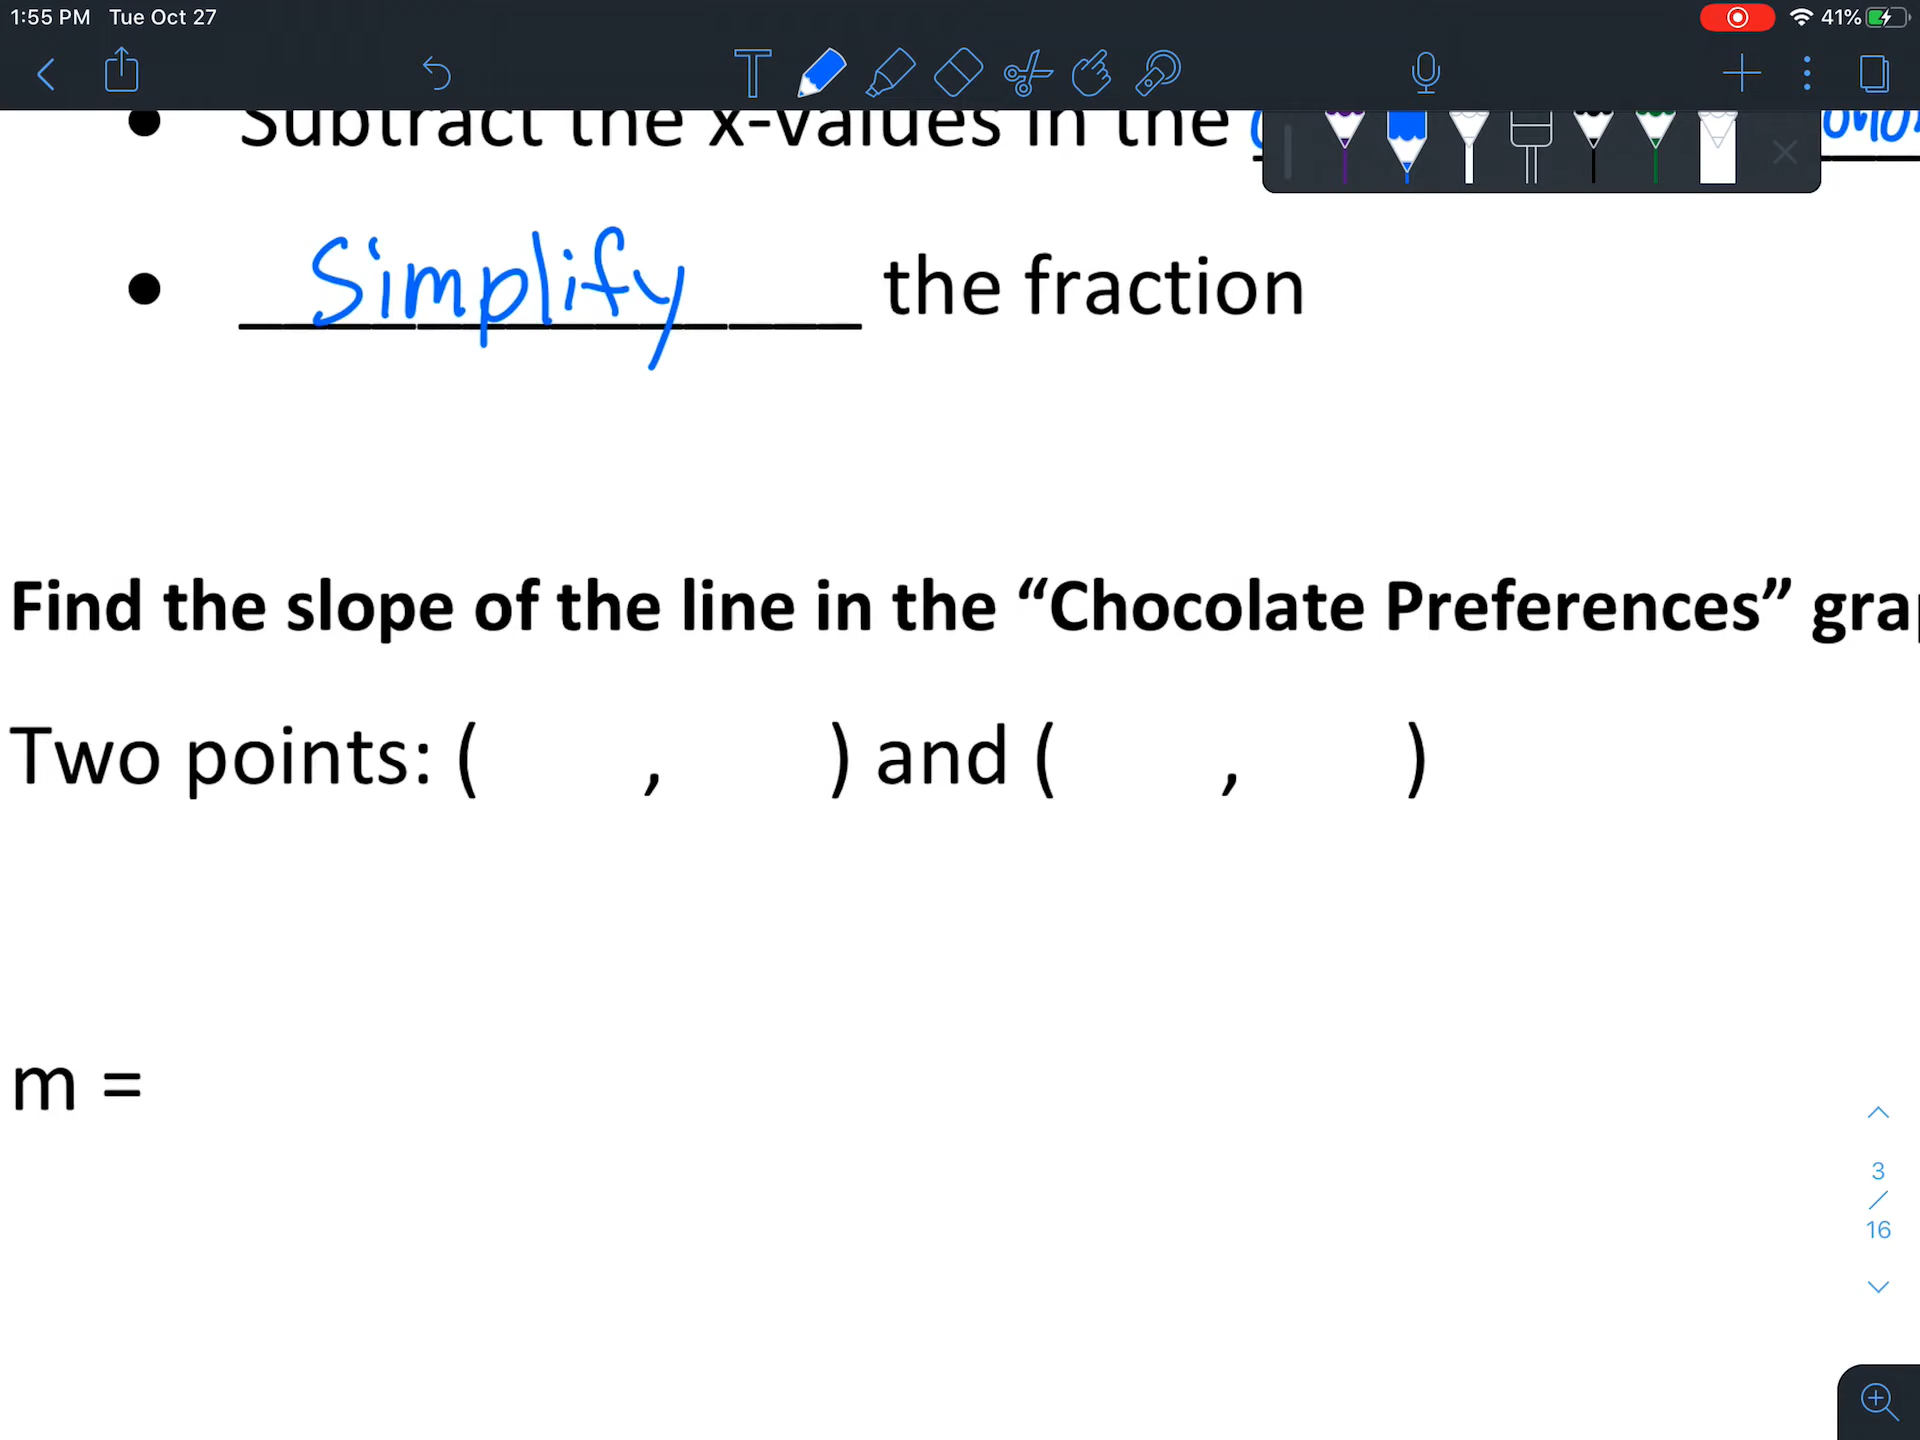 1:55 PM Tue Oct 27
41%
Subtract the x-values in the
Simplify the fraction
Find the slope of the line in the “Chocolate Preferences” gra
Two points: ( , ) and ( , )
m =
3
/
16